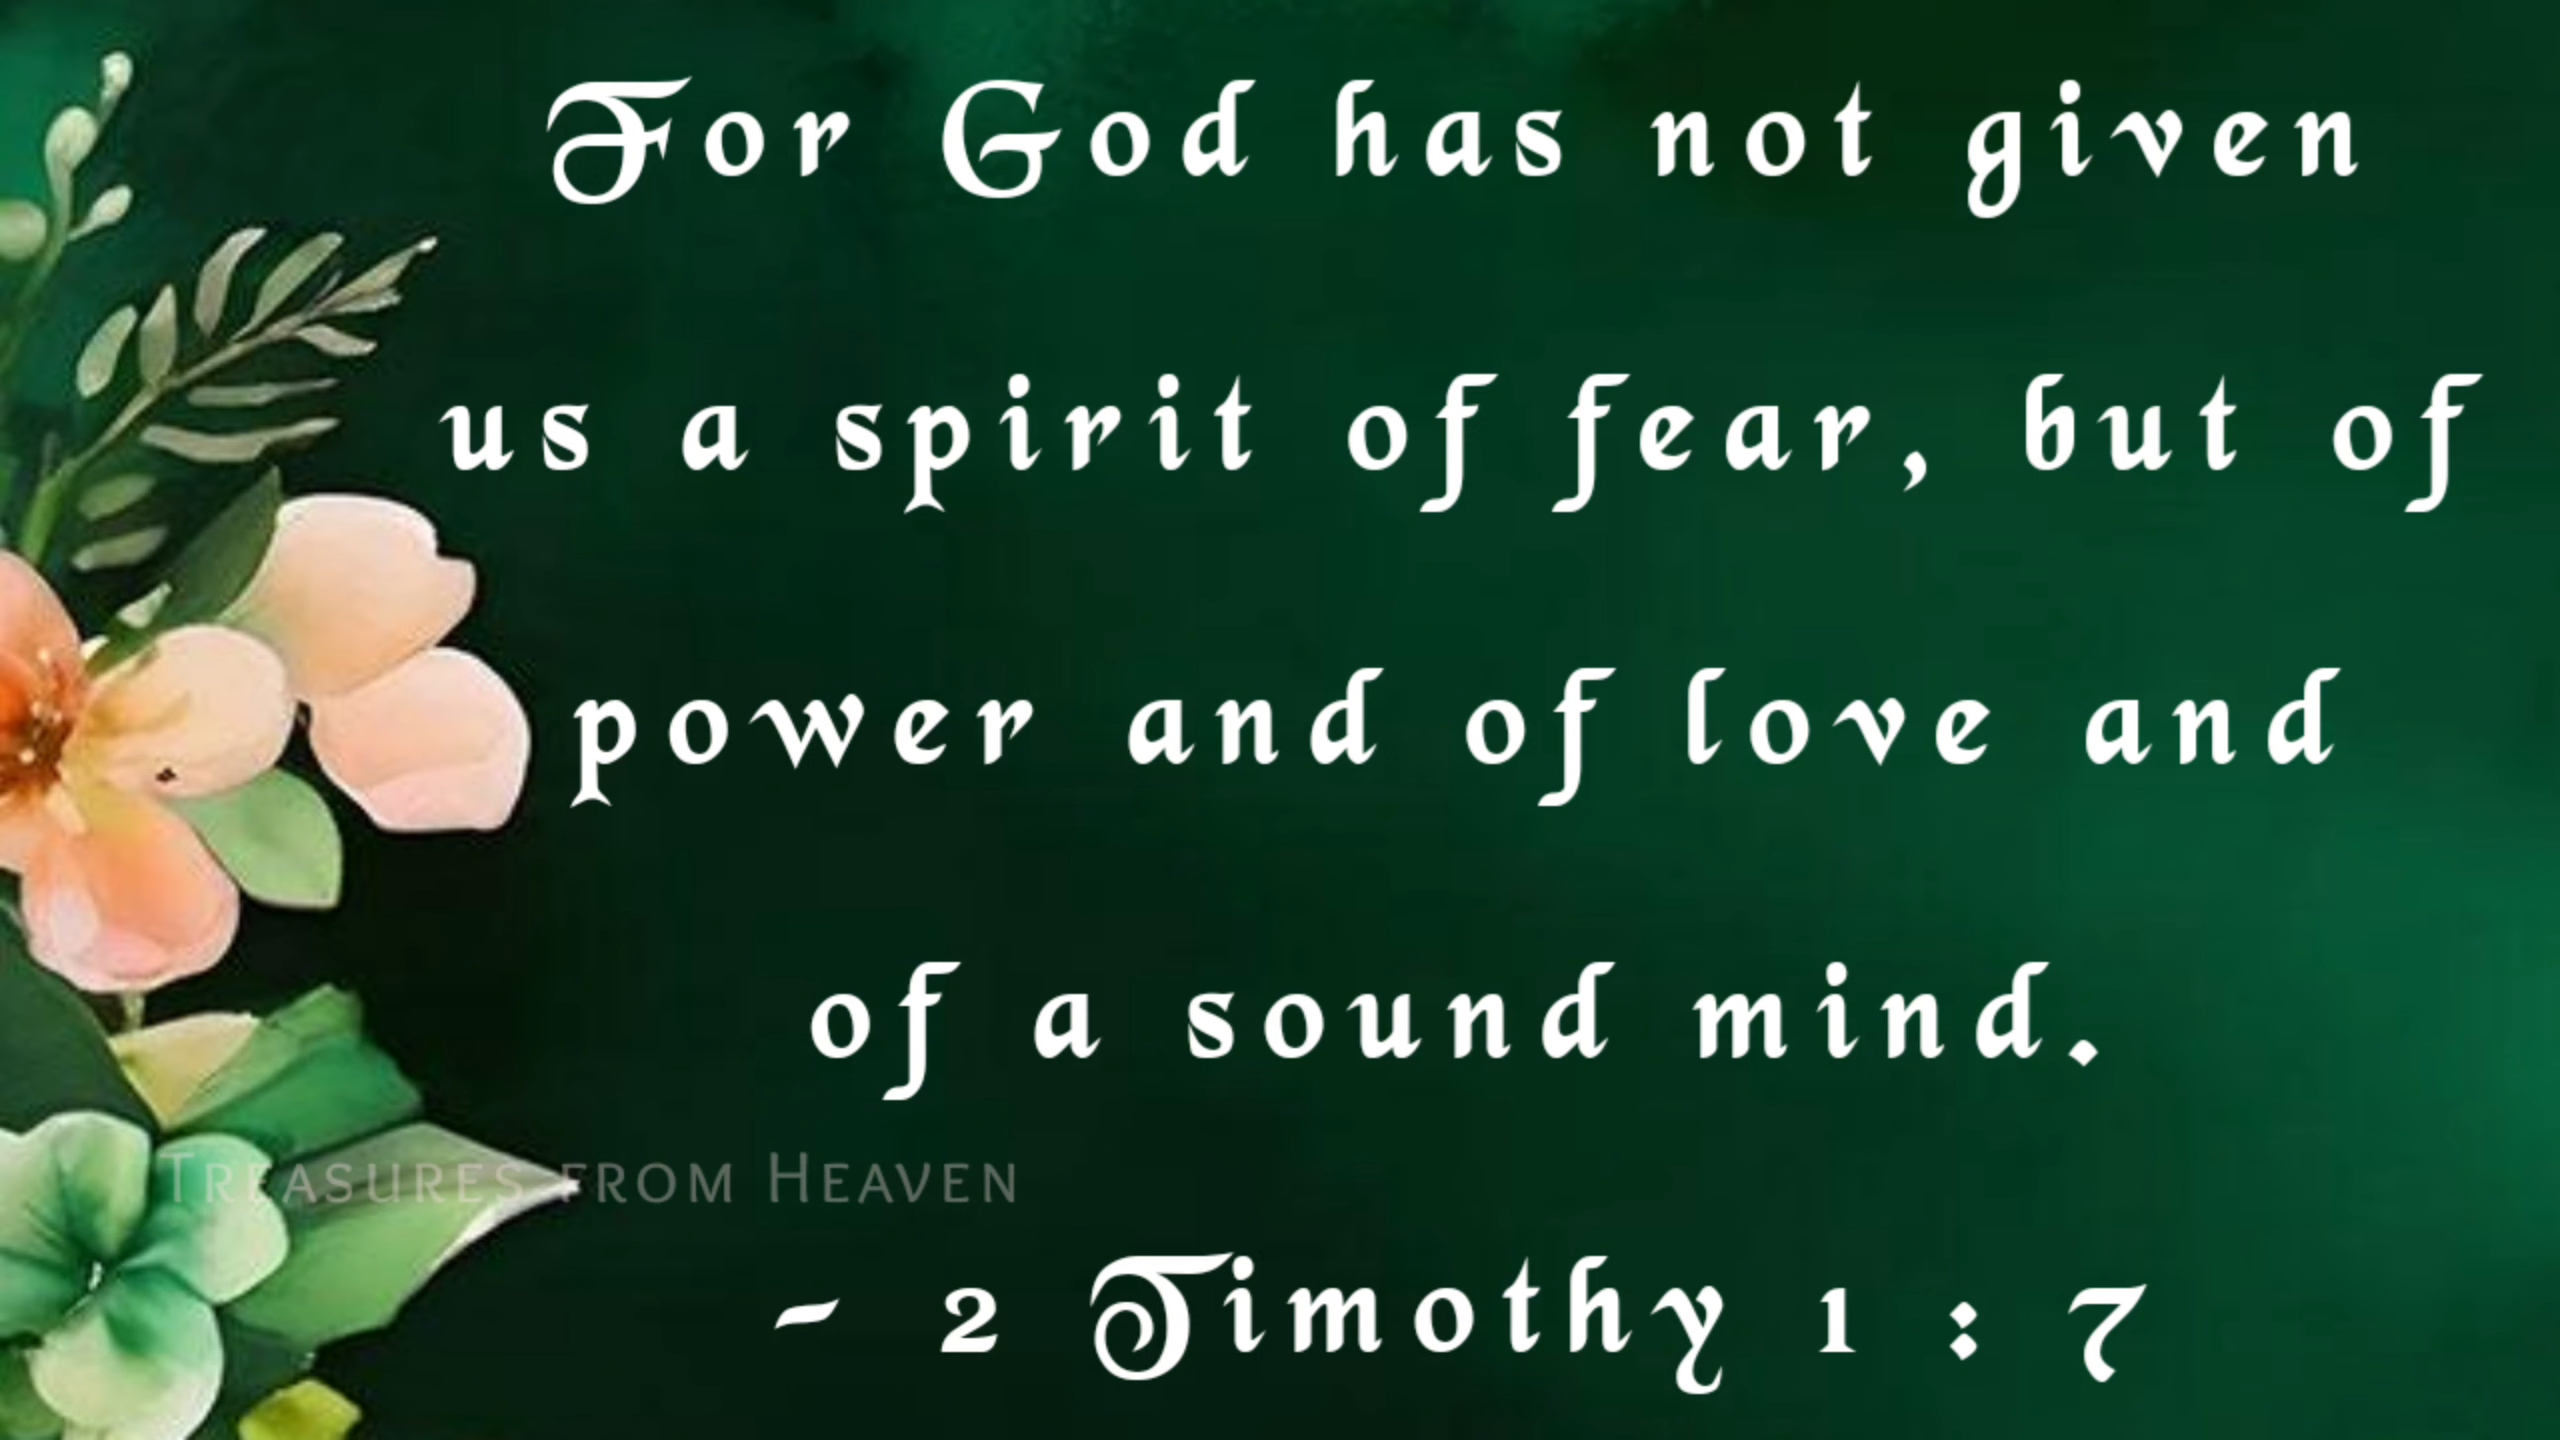 For God has not given
us a spirit of fear, but of
power and of love and
of a sound mind.
Treasures from Heaven
- 2 Timothy 1 : 7